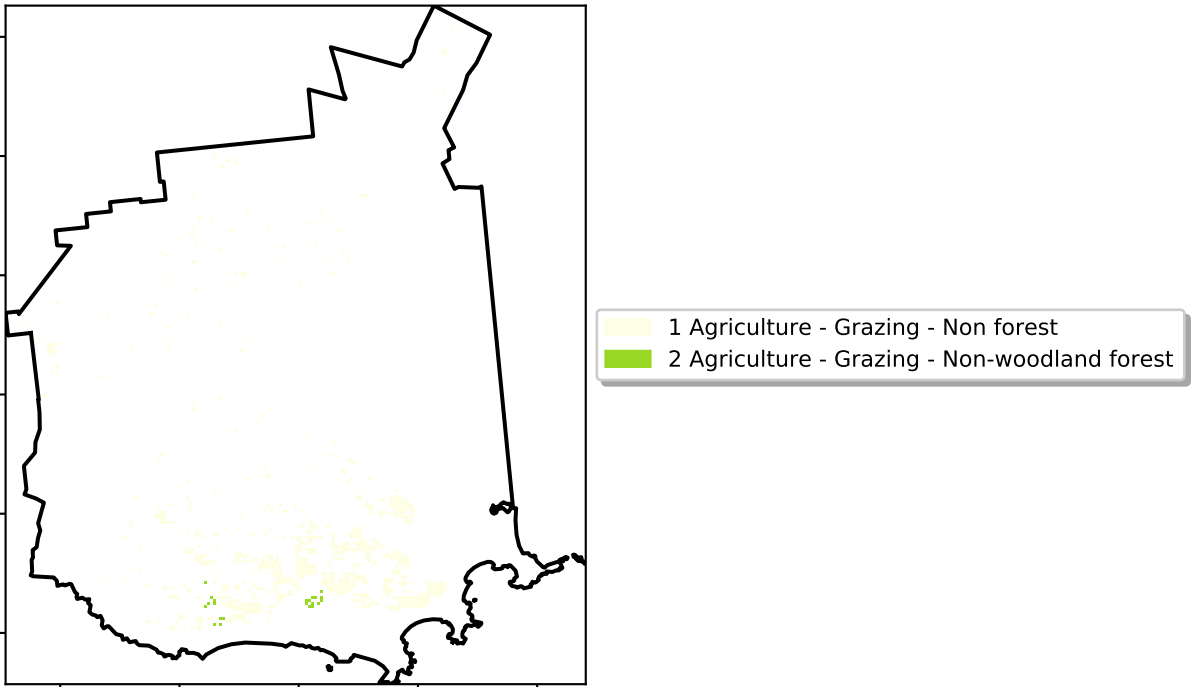 1 Agriculture - Grazing - Non forest
2 Agriculture - Grazing - Non-woodland forest